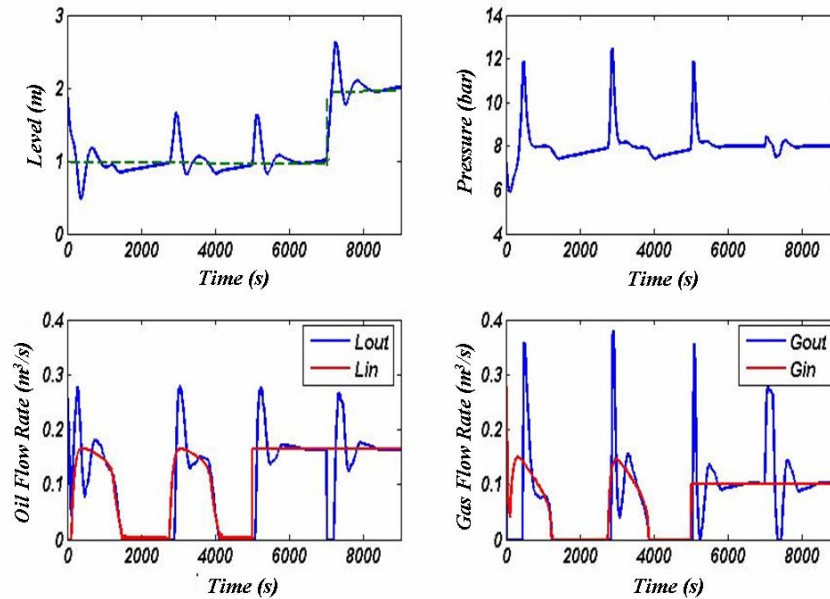 3
2
1
0
Level (m)
0 2000 4000 6000 8000
Time (s)
14
12
10
8
6
4
Pressure (bar)
0 2000 4000 6000 8000
Time (s)
0.4
0.3
0.2
0.1
0
Oil Flow Rate (m³/s)
Lout
Lin
0 2000 4000 6000 8000
Time (s)
0.4
0.3
0.2
0.1
0
Gas Flow Rate (m³/s)
Gout
Gin
0 2000 4000 6000 8000
Time (s)